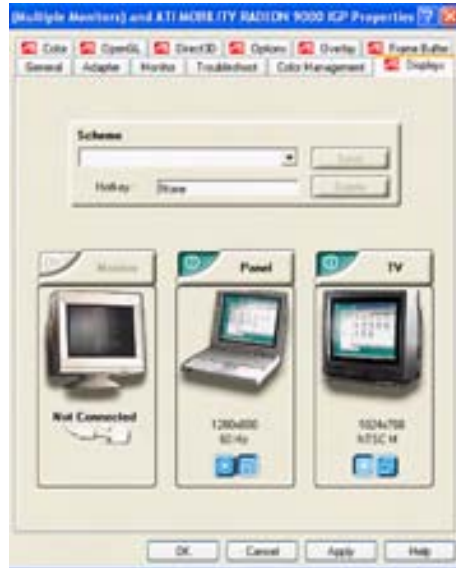 (Multiple Monitors) and ATI MOBILITY RADEON 9000 IGP Properties
Color OpenGL Direct3D Options Overlay Frame Buffer
General Adapter Monitor Troubleshoot Color Management Displays
Scheme
Save
Hotkey: None
Delete
Monitor Panel TV
Not Connected
1280x800 1024x768
60 Hz NTSC M
OK Cancel Apply Help